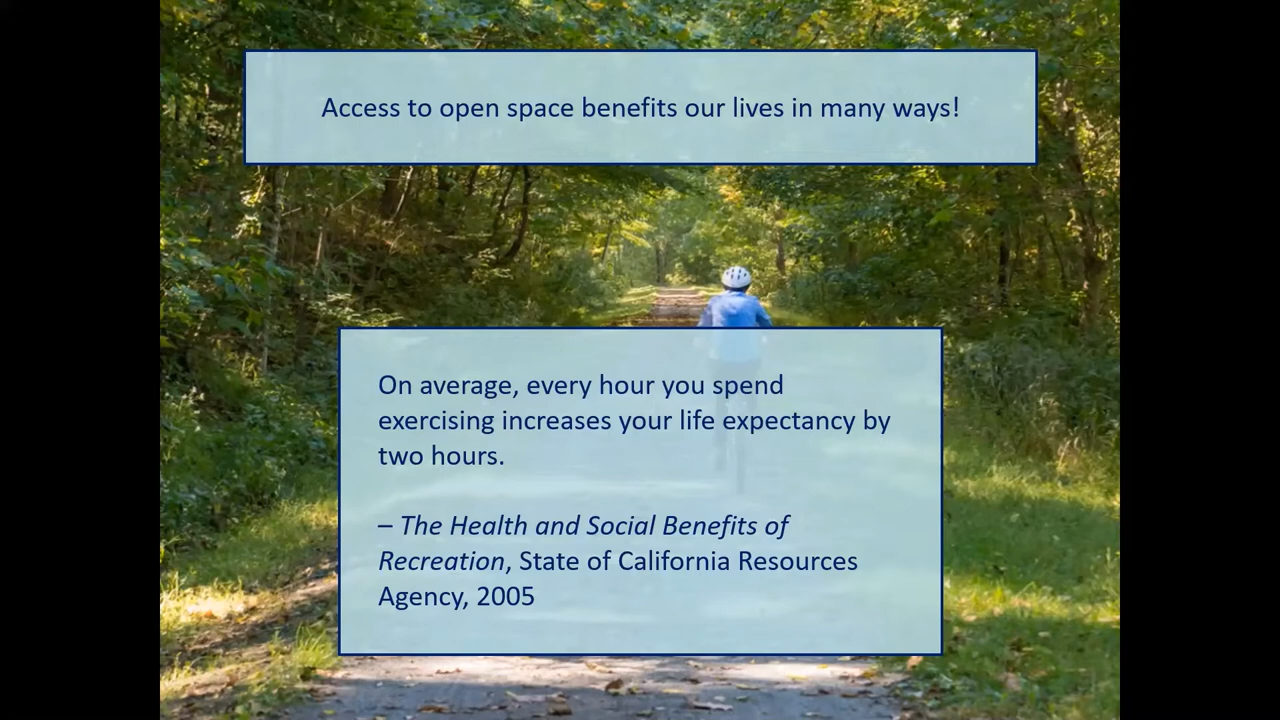 Access to open space benefits our lives in many ways!
On average, every hour you spend
exercising increases your life expectancy by
two hours.
– The Health and Social Benefits of
Recreation, State of California Resources
Agency, 2005